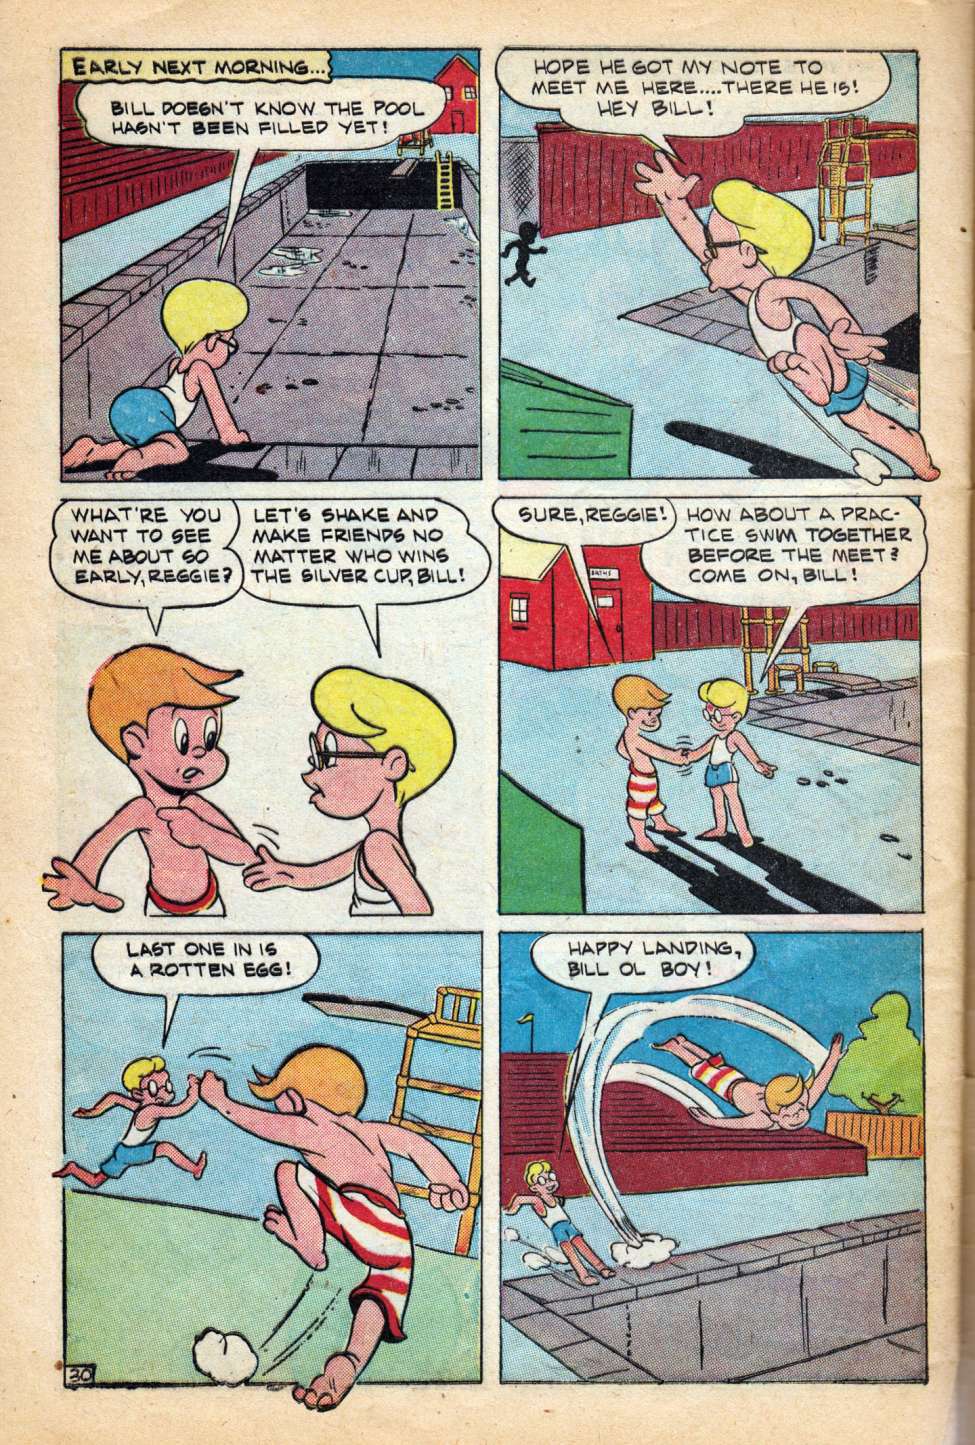 EARLY NEXT MORNING...
BILL DOESN'T KNOW THE POOL
HASN'T BEEN FILLED YET!
HOPE HE GOT MY NOTE TO
MEET ME HERE....THERE HE IS!
HEY BILL!
WHAT'RE YOU
WANT TO SEE
ME ABOUT SO
EARLY, REGGIE?
LET'S SHAKE AND
MAKE FRIENDS NO
MATTER WHO WINS
THE SILVER CUP, BILL!
SURE, REGGIE!
HOW ABOUT A PRAC-
TICE SWIM TOGETHER
BEFORE THE MEET?
COME ON, BILL!
BATHS
LAST ONE IN IS
A ROTTEN EGG!
HAPPY LANDING,
BILL OL BOY!
30